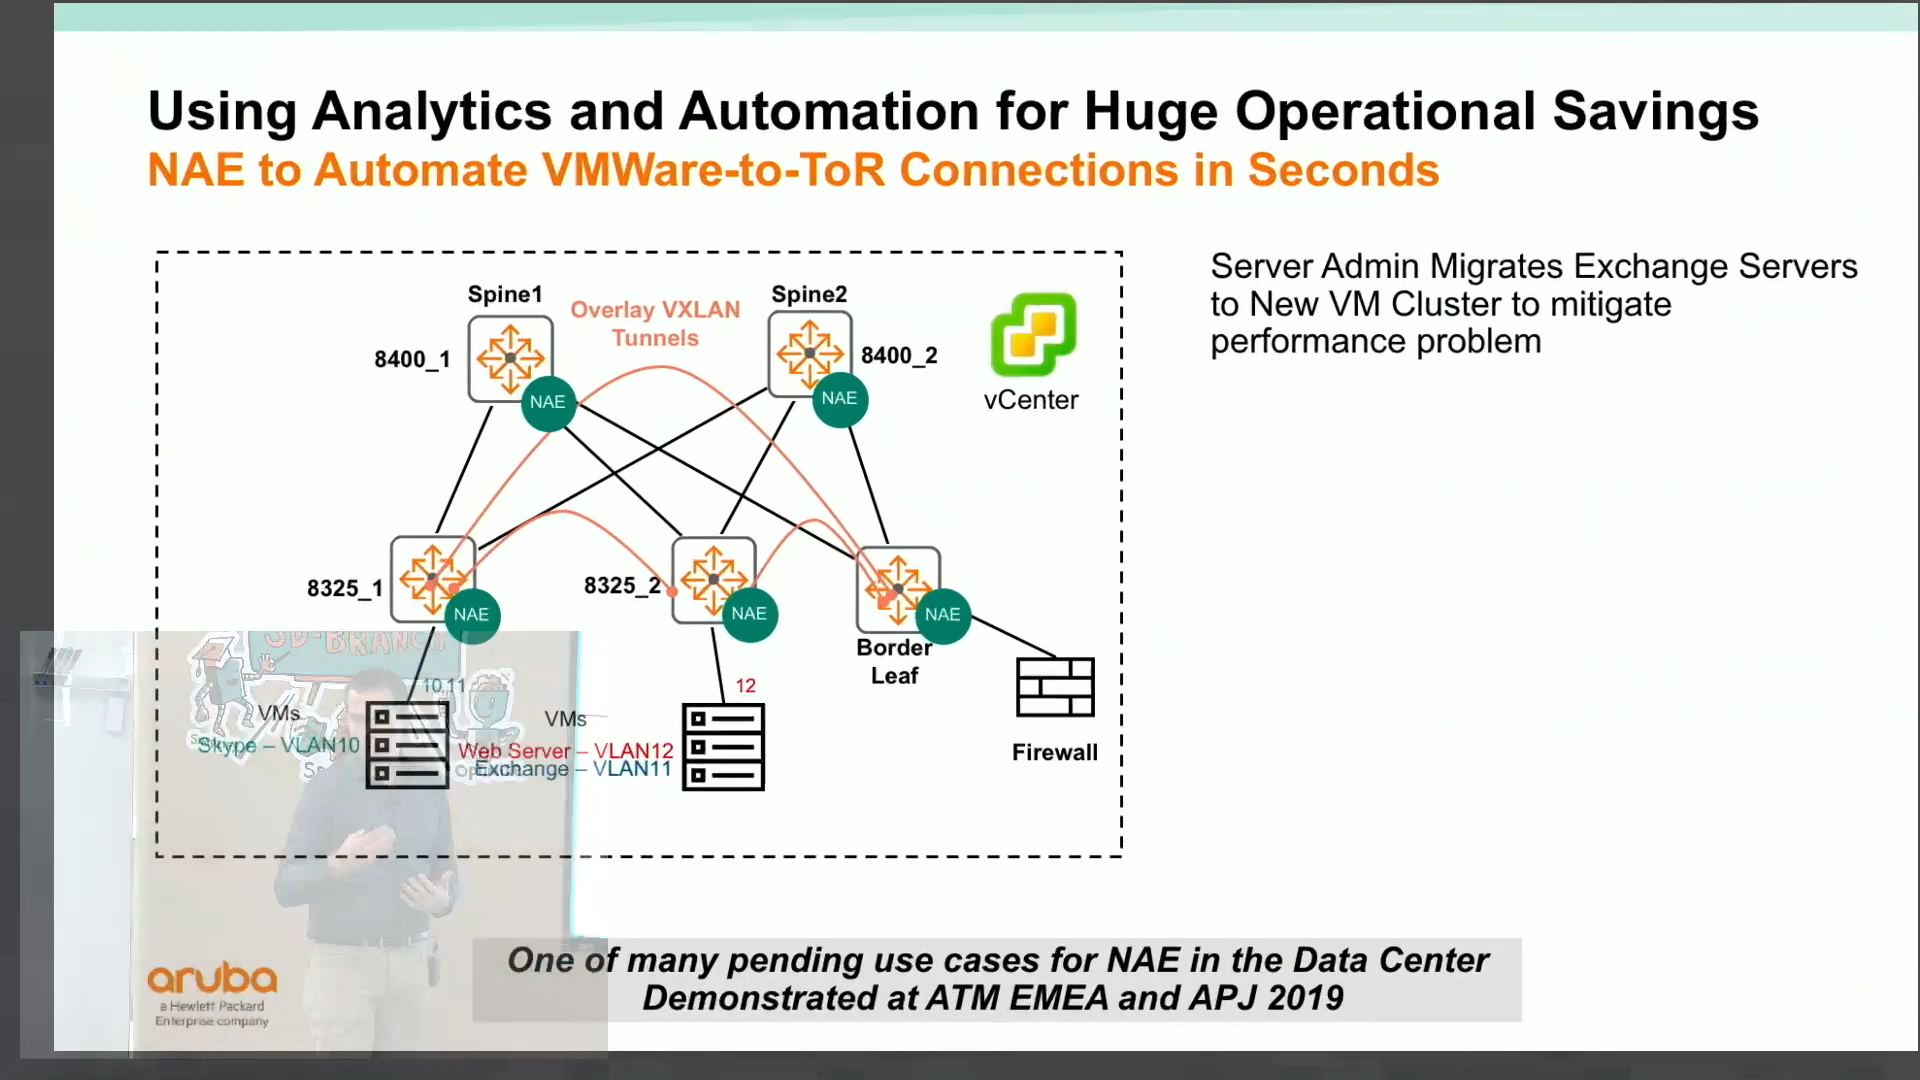 Using Analytics and Automation for Huge Operational Savings
NAE to Automate VMWare-to-ToR Connections in Seconds
Server Admin Migrates Exchange Servers
to New VM Cluster to mitigate
performance problem
Spine1
Overlay VXLAN
Tunnels
Spine2
8400_1
8400_2
NAE
NAE
vCenter
8325_1
8325_2
NAE
NAE
NAE
Border
Leaf
SD-BRANCH
10,11
12
VMs
Skype – VLAN10
VMs
Web Server – VLAN12
Exchange – VLAN11
Firewall
One of many pending use cases for NAE in the Data Center
Demonstrated at ATM EMEA and APJ 2019
aruba
a Hewlett Packard
Enterprise company